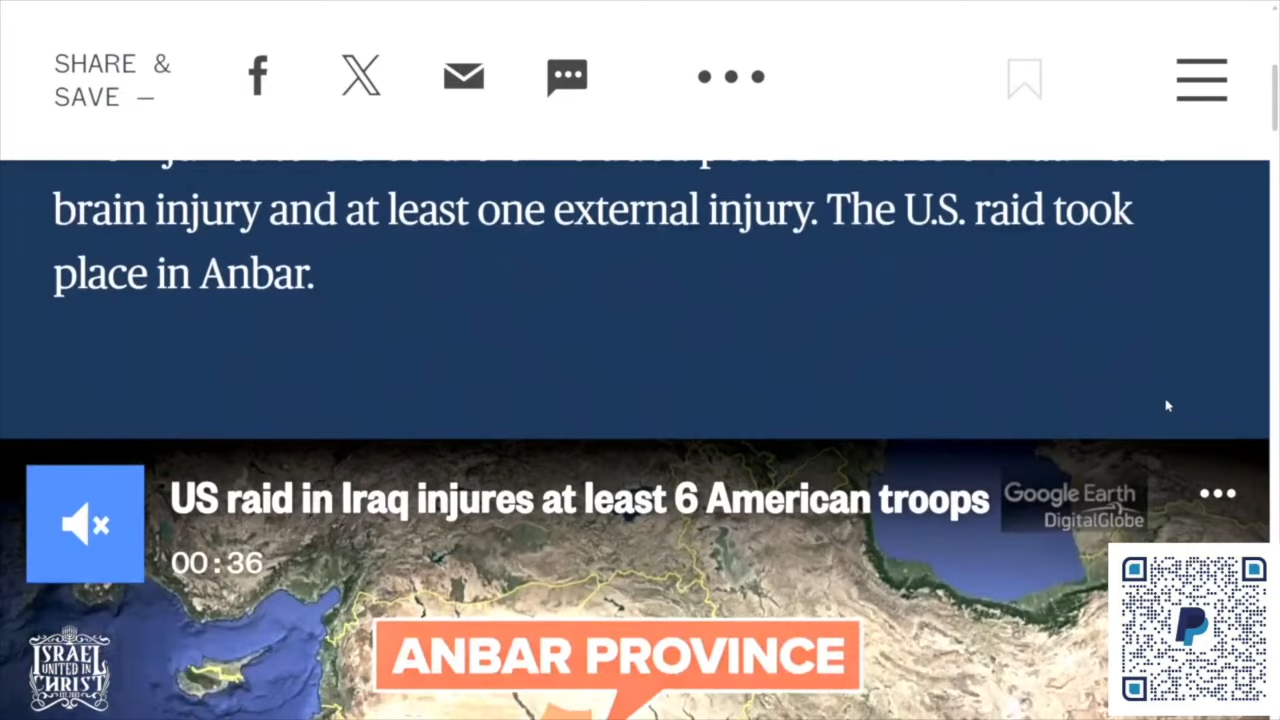 SHARE &
SAVE —
brain injury and at least one external injury. The U.S. raid took
place in Anbar.
US raid in Iraq injures at least 6 American troops
Google Earth
DigitalGlobe
00:36
ANBAR PROVINCE
ISRAEL
UNITED IN
CHRIST